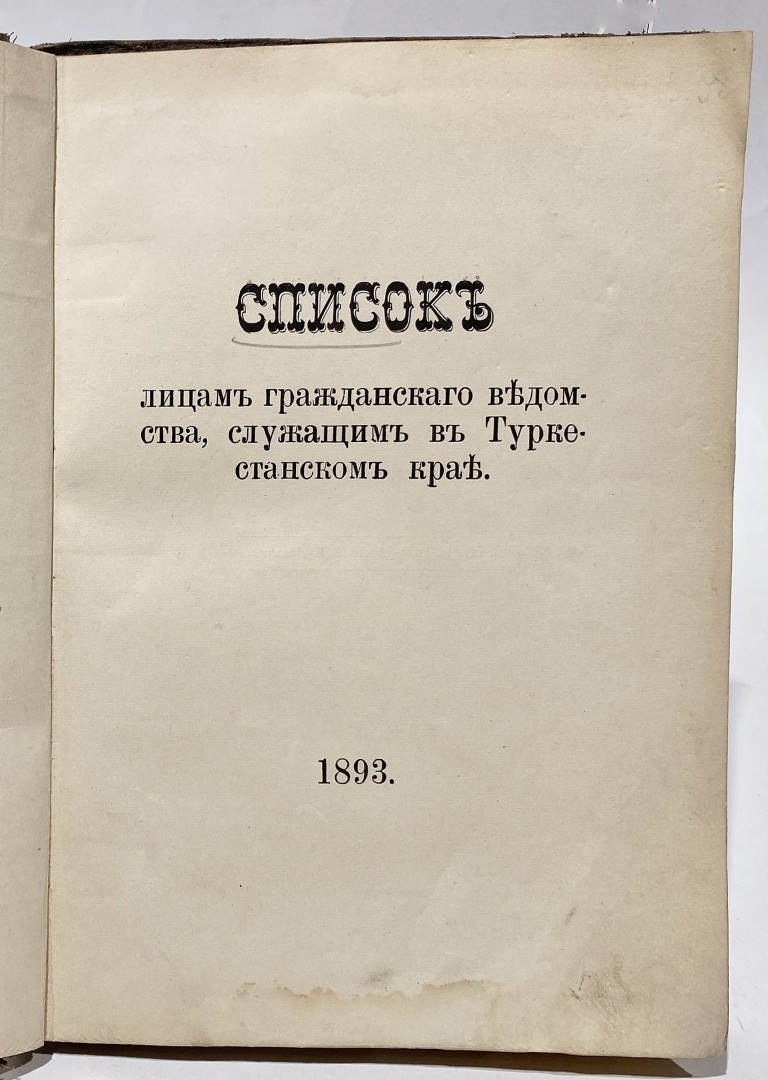 СПИСОКЪ
лицамъ гражданскаго вѣдом-
ства, служащимъ въ Турке-
станскомъ краѣ.
1893.